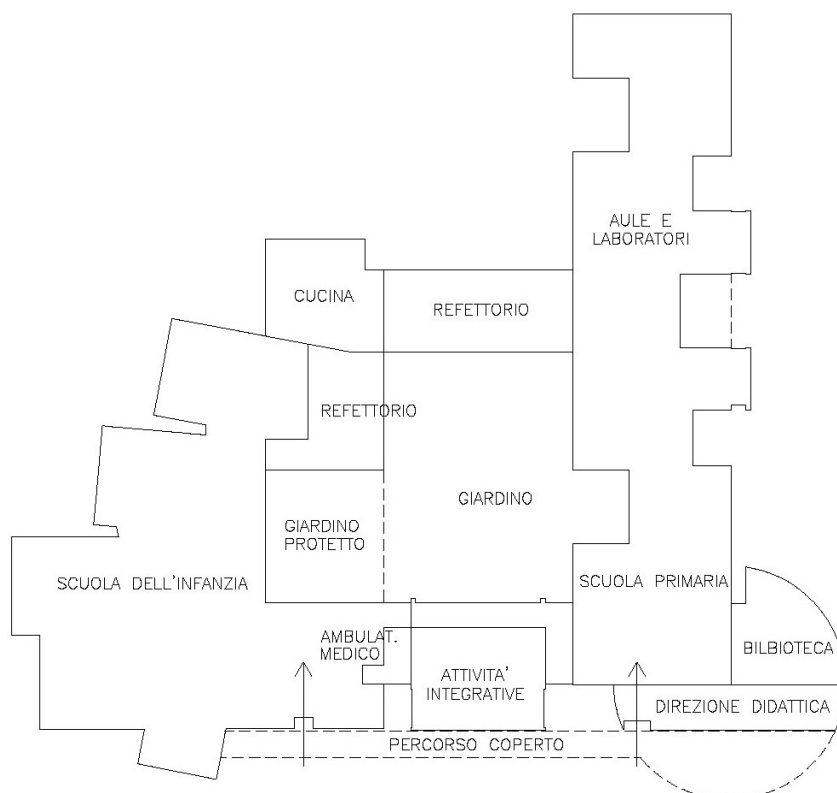 AULE E
LABORATORI
CUCINA
REFETTORIO
REFETTORIO
GIARDINO
GIARDINO
PROTETTO
SCUOLA DELL'INFANZIA
SCUOLA PRIMARIA
AMBULAT.
MEDICO
ATTIVITA'
INTEGRATIVE
BILBIOTECA
DIREZIONE DIDATTICA
PERCORSO COPERTO